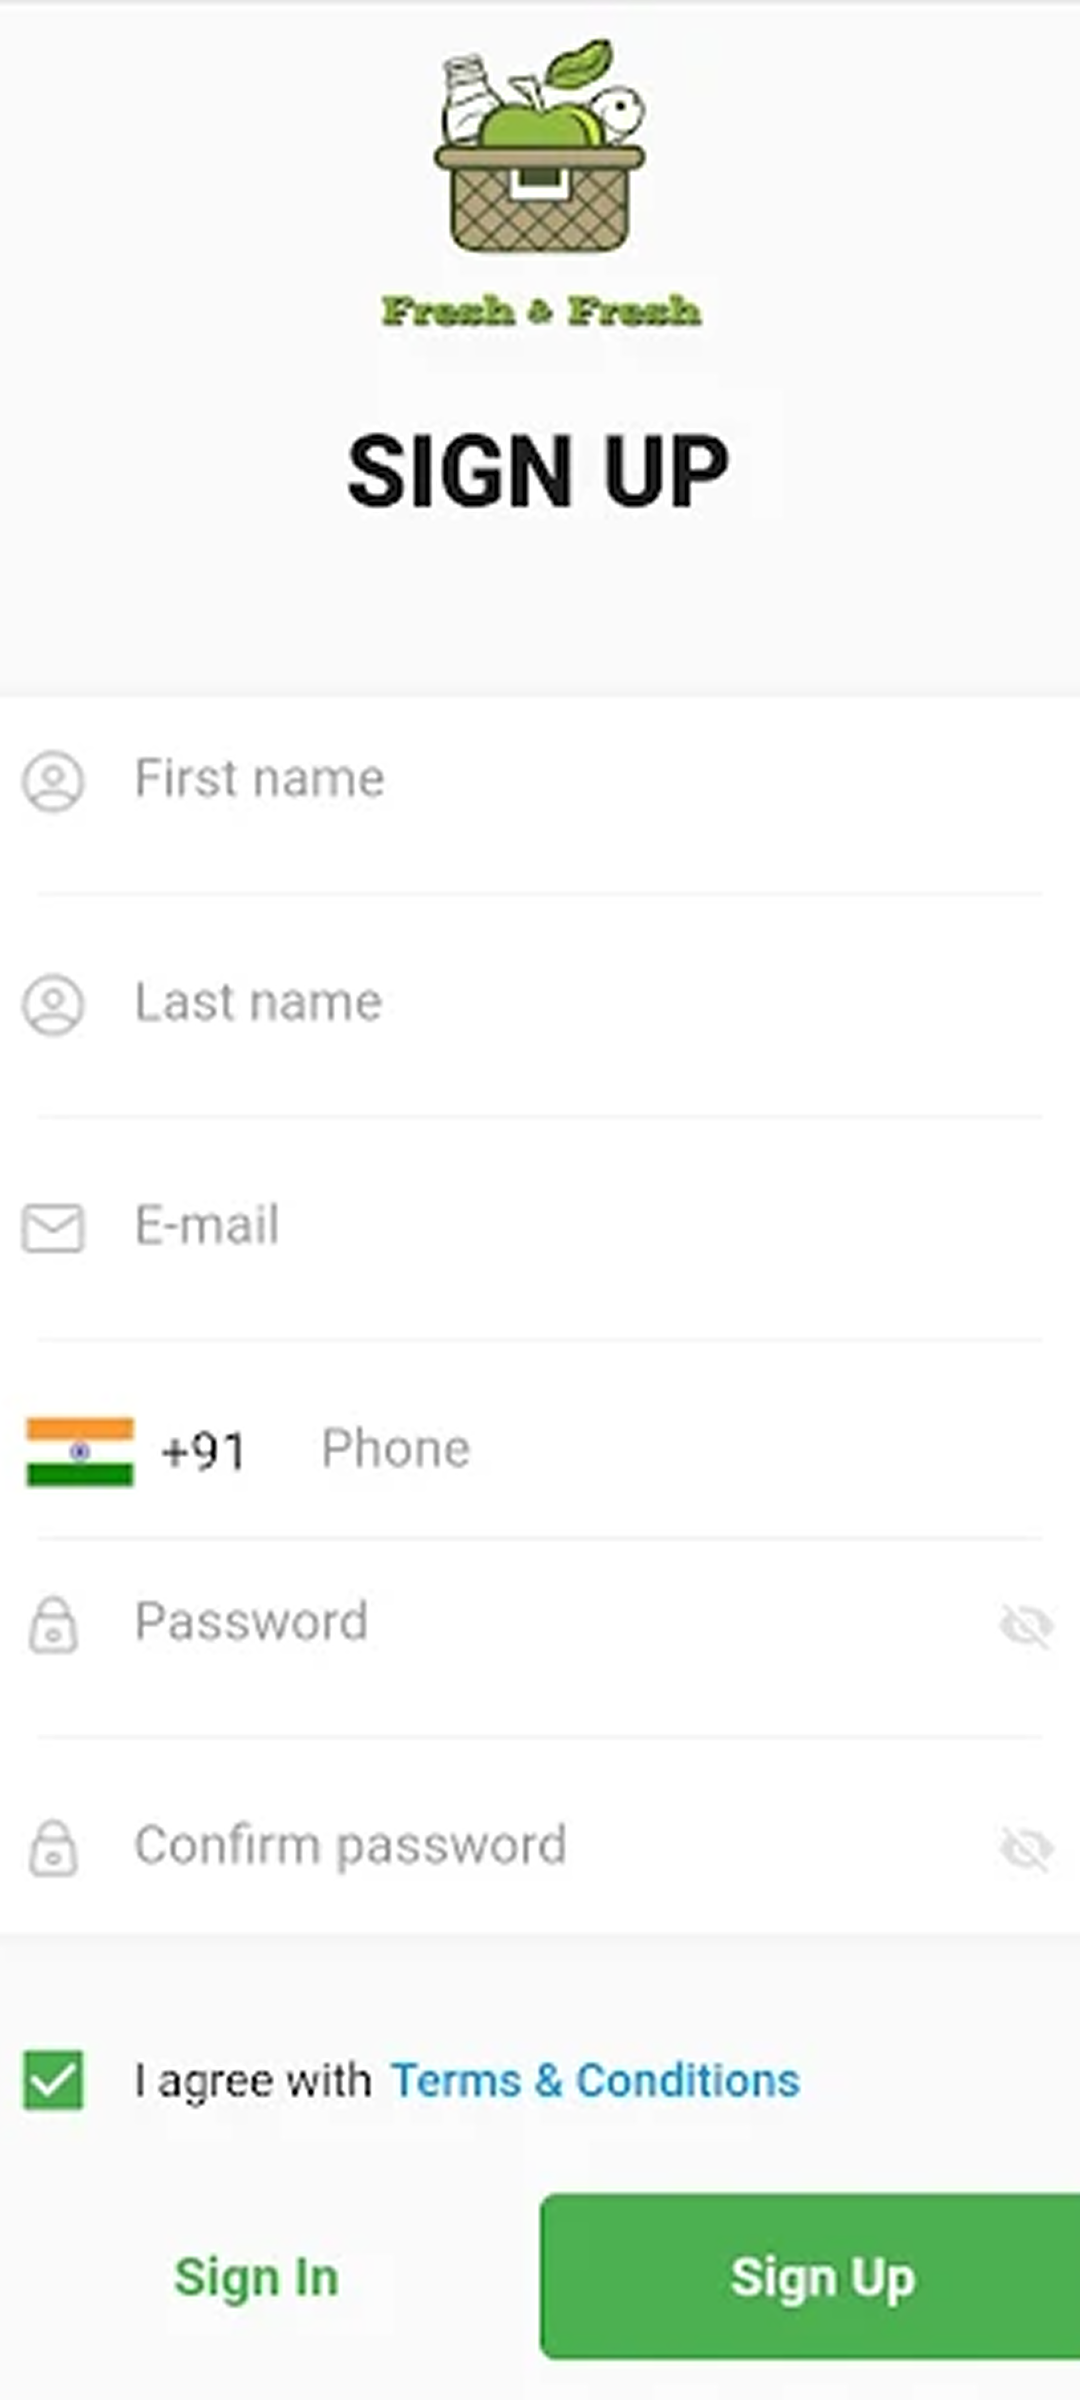 Fresh & Fresh
SIGN UP
First name
Last name
E-mail
+91 Phone
Password
Confirm password
I agree with Terms & Conditions
Sign In Sign Up